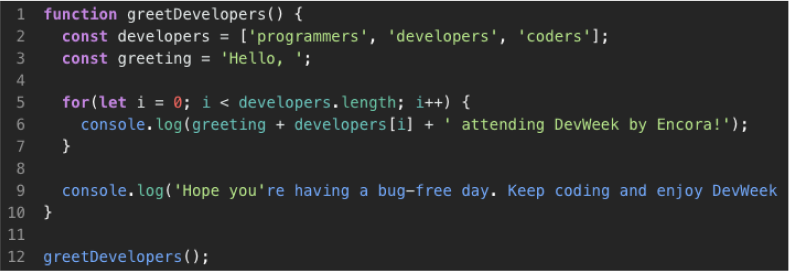 1 function greetDevelopers() {
2 const developers = ['programmers', 'developers', 'coders'];
3 const greeting = 'Hello, ';
4
5 for(let i = 0; i < developers.length; i++) {
6 console.log(greeting + developers[i] + ' attending DevWeek by Encora!');
7 }
8
9 console.log('Hope you're having a bug-free day. Keep coding and enjoy DevWeek
10 }
11
12 greetDevelopers();